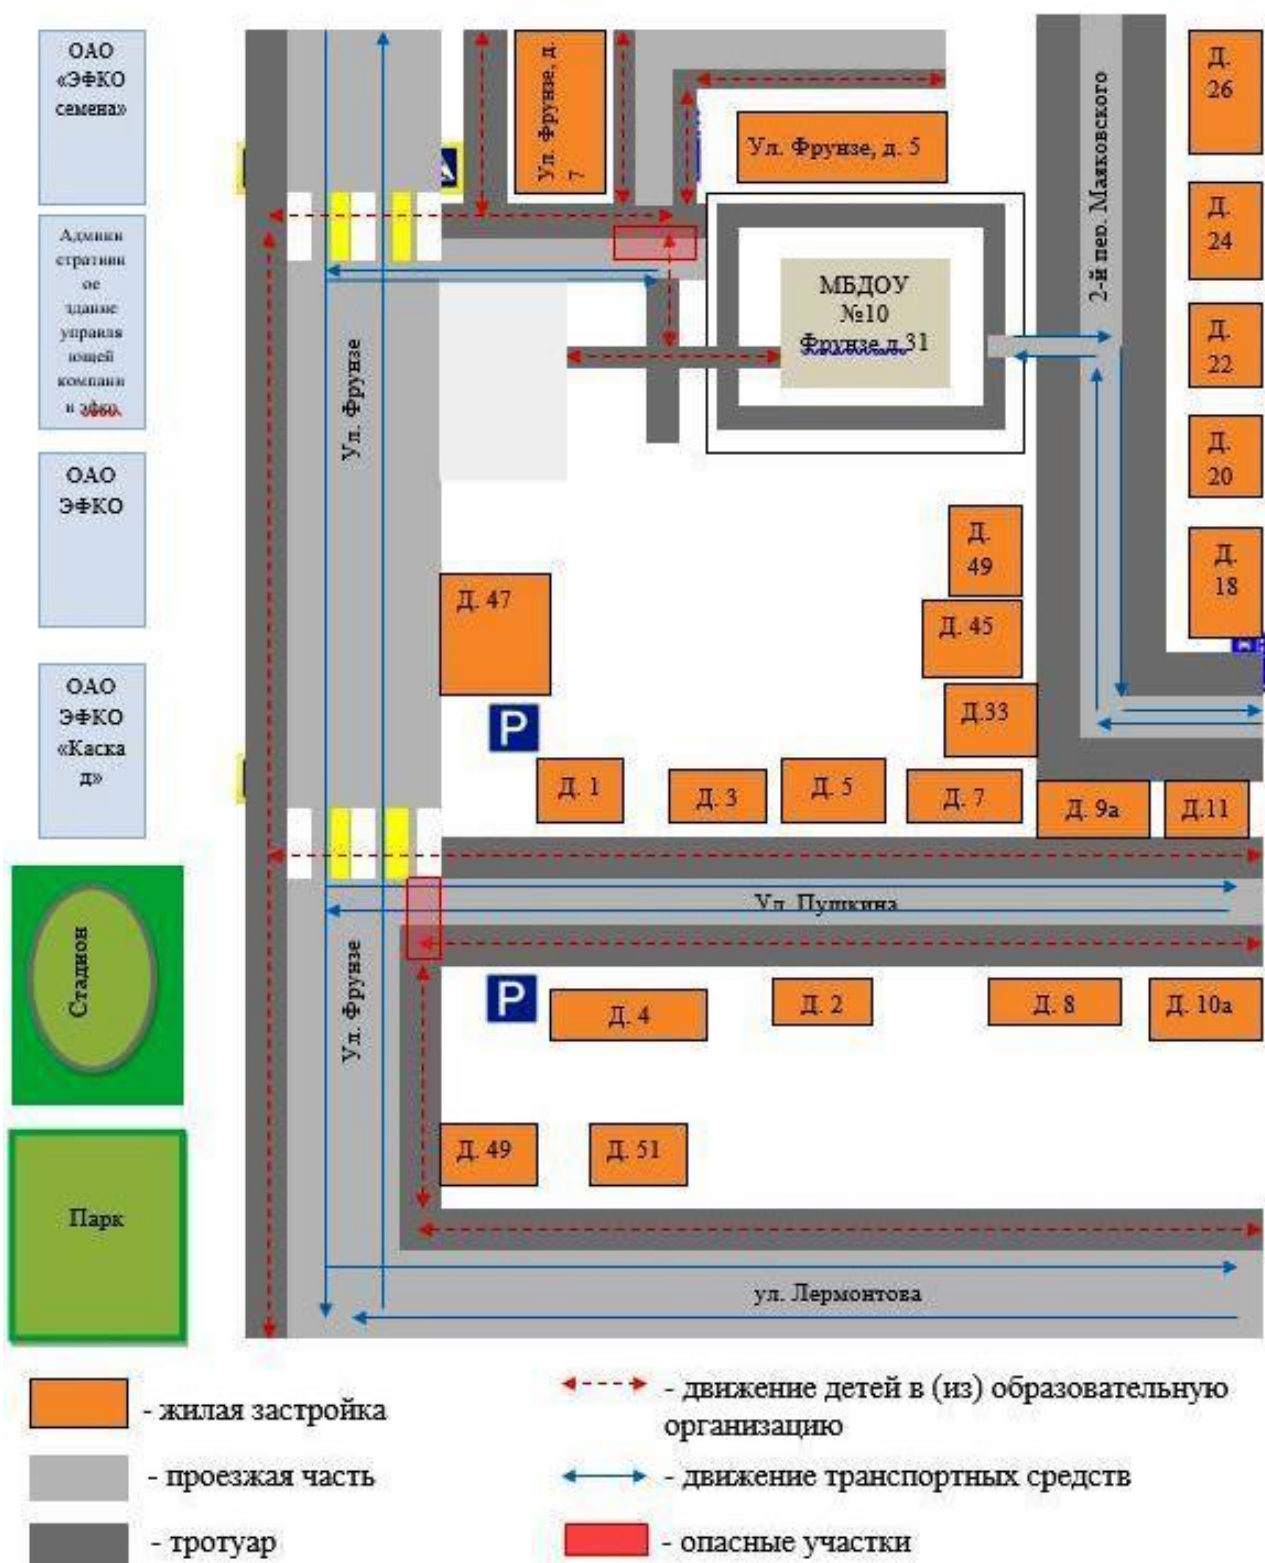 ОАО
«ЭФКО
семена»
Админи
стративн
ое
здание
управля
ющей
компани
и эфко
ОАО
ЭФКО
ОАО
ЭФКО
«Каска
д»
Стадион
Парк
Ул. Фрунзе
Ул. Фрунзе
Ул. Фрунзе, д.
7
Ул. Фрунзе, д. 5
МБДОУ
№10
Фрунзе д.31
2-й пер. Маяковского
Д.
26
Д.
24
Д.
22
Д.
20
Д.
18
Д.
49
Д. 45
Д.33
Д. 47
P
Д. 1
Д. 3
Д. 5
Д. 7
Д. 9а
Д.11
Ул. Пушкина
P
Д. 4
Д. 2
Д. 8
Д. 10а
Д. 49
Д. 51
ул. Лермонтова
- жилая застройка
- проезжая часть
- тротуар
- движение детей в (из) образовательную
организацию
- движение транспортных средств
- опасные участки